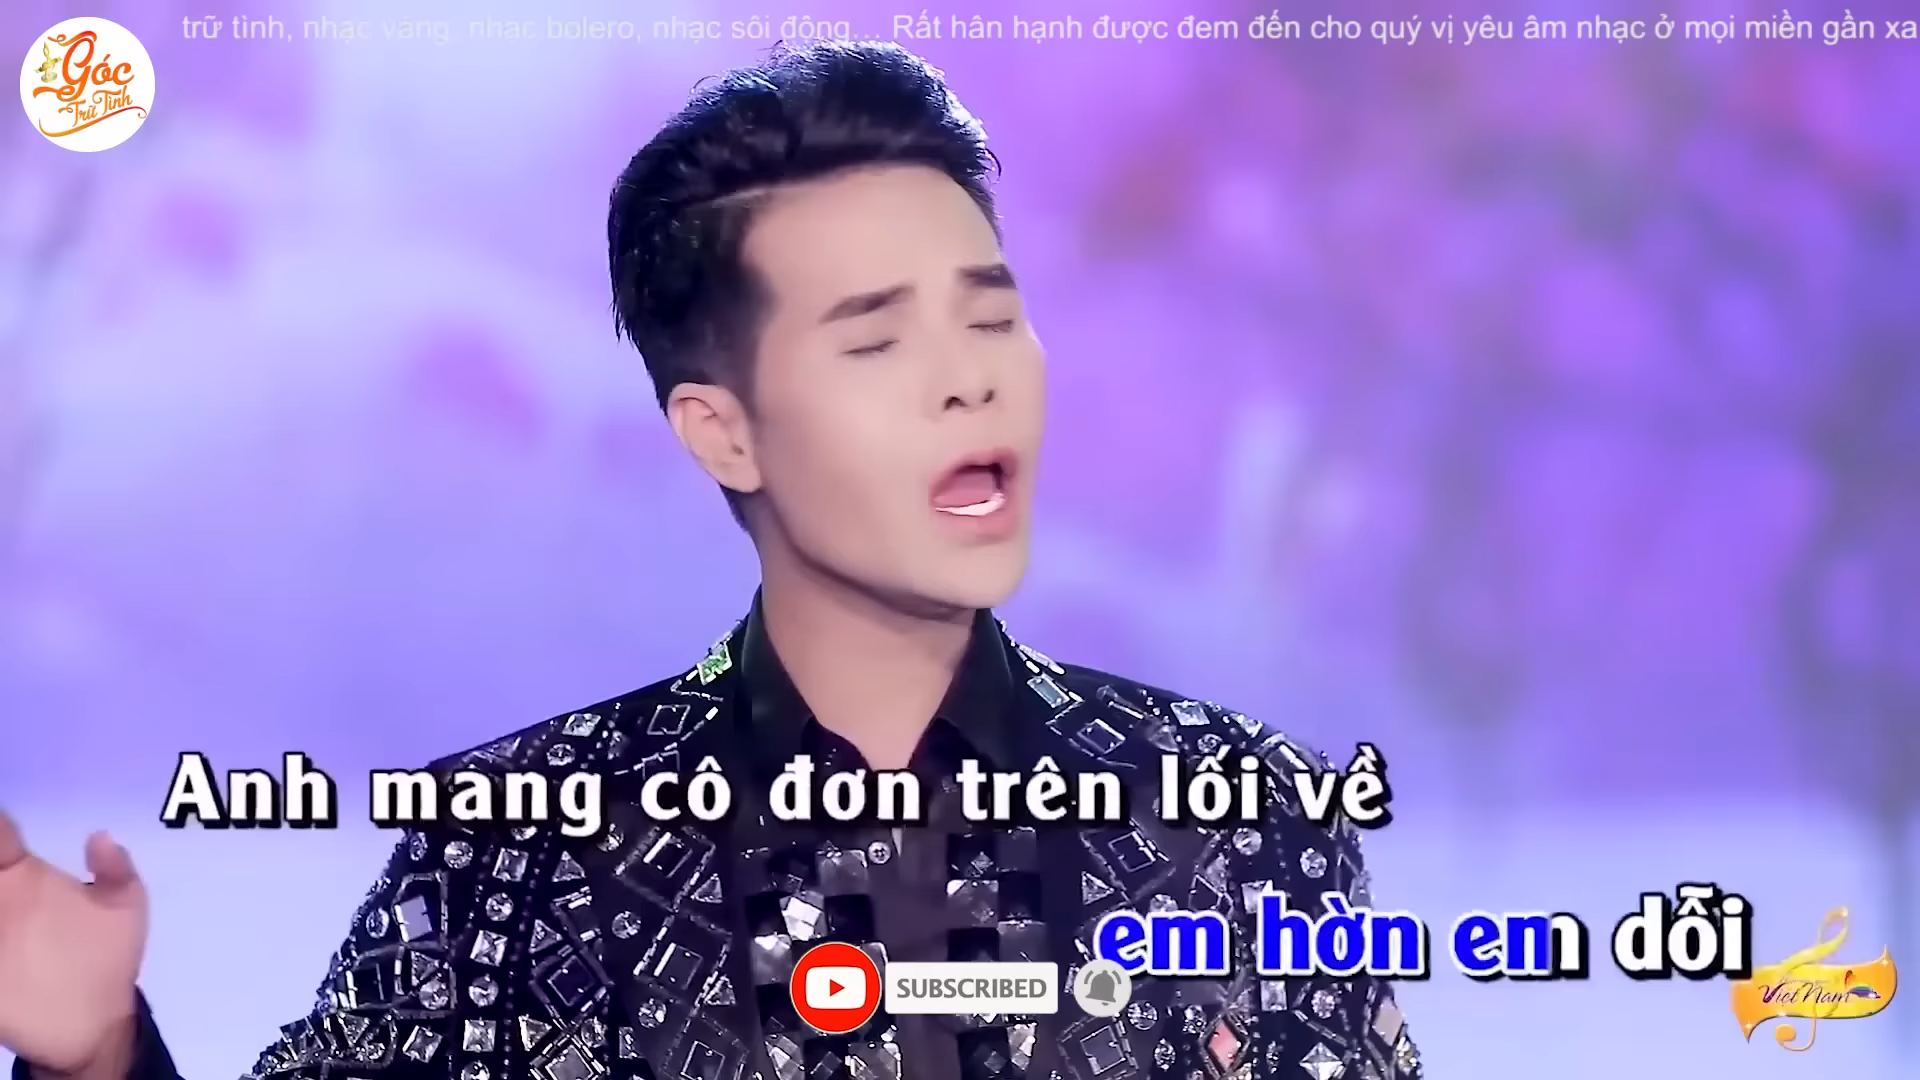 trữ tình, nhạc vàng, nhạc bolero, nhạc sôi động... Rất hân hạnh được đem đến cho quý vị yêu âm nhạc ở mọi miền gần xa
Góc
Trữ Tình
Anh mang cô đơn trên lối về
em hờn em dỗi
SUBSCRIBED
Việt Nam